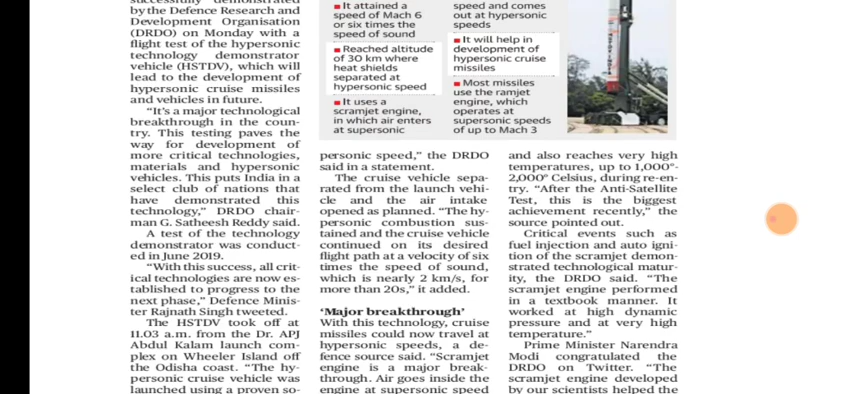 successfully demonstrated
by the Defence Research and
Development Organisation
(DRDO) on Monday with a
flight test of the hypersonic
technology demonstrator
vehicle (HSTDV), which will
lead to the development of
hypersonic cruise missiles
and vehicles in future.
“It’s a major technological
breakthrough in the coun-
try. This testing paves the
way for development of
more critical technologies,
materials and hypersonic
vehicles. This puts India in a
select club of nations that
have demonstrated this
technology,” DRDO chair-
man G. Satheesh Reddy said.
A test of the technology
demonstrator was conduct-
ed in June 2019.
“With this success, all crit-
ical technologies are now es-
tablished to progress to the
next phase,” Defence Minis-
ter Rajnath Singh tweeted.
The HSTDV took off at
11.03 a.m. from the Dr. APJ
Abdul Kalam launch com-
plex on Wheeler Island off
the Odisha coast. “The hy-
personic cruise vehicle was
launched using a proven so-
It attained a
speed of Mach 6
or six times the
speed of sound
Reached altitude
of 30 km where
heat shields
separated at
hypersonic speed
It uses a
scramjet engine,
in which air enters
at supersonic
speed and comes
out at hypersonic
speeds
It will help in
development of
hypersonic cruise
missiles
Most missiles
use the ramjet
engine, which
operates at
supersonic speeds
of up to Mach 3
personic speed,” the DRDO
said in a statement.
The cruise vehicle sepa-
rated from the launch vehi-
cle and the air intake
opened as planned. “The hy-
personic combustion sus-
tained and the cruise vehicle
continued on its desired
flight path at a velocity of six
times the speed of sound,
which is nearly 2 km/s, for
more than 20s,” it added.
‘Major breakthrough’
With this technology, cruise
missiles could now travel at
hypersonic speeds, a de-
fence source said. “Scramjet
engine is a major break-
through. Air goes inside the
engine at supersonic speed
and also reaches very high
temperatures, up to 1,000°-
2,000° Celsius, during re-en-
try. “After the Anti-Satellite
Test, this is the biggest
achievement recently,” the
source pointed out.
Critical events such as
fuel injection and auto igni-
tion of the scramjet demon-
strated technological matur-
ity, the DRDO said. “The
scramjet engine performed
in a textbook manner. It
worked at high dynamic
pressure and at very high
temperature.”
Prime Minister Narendra
Modi congratulated the
DRDO on Twitter. “The
scramjet engine developed
by our scientists helped the